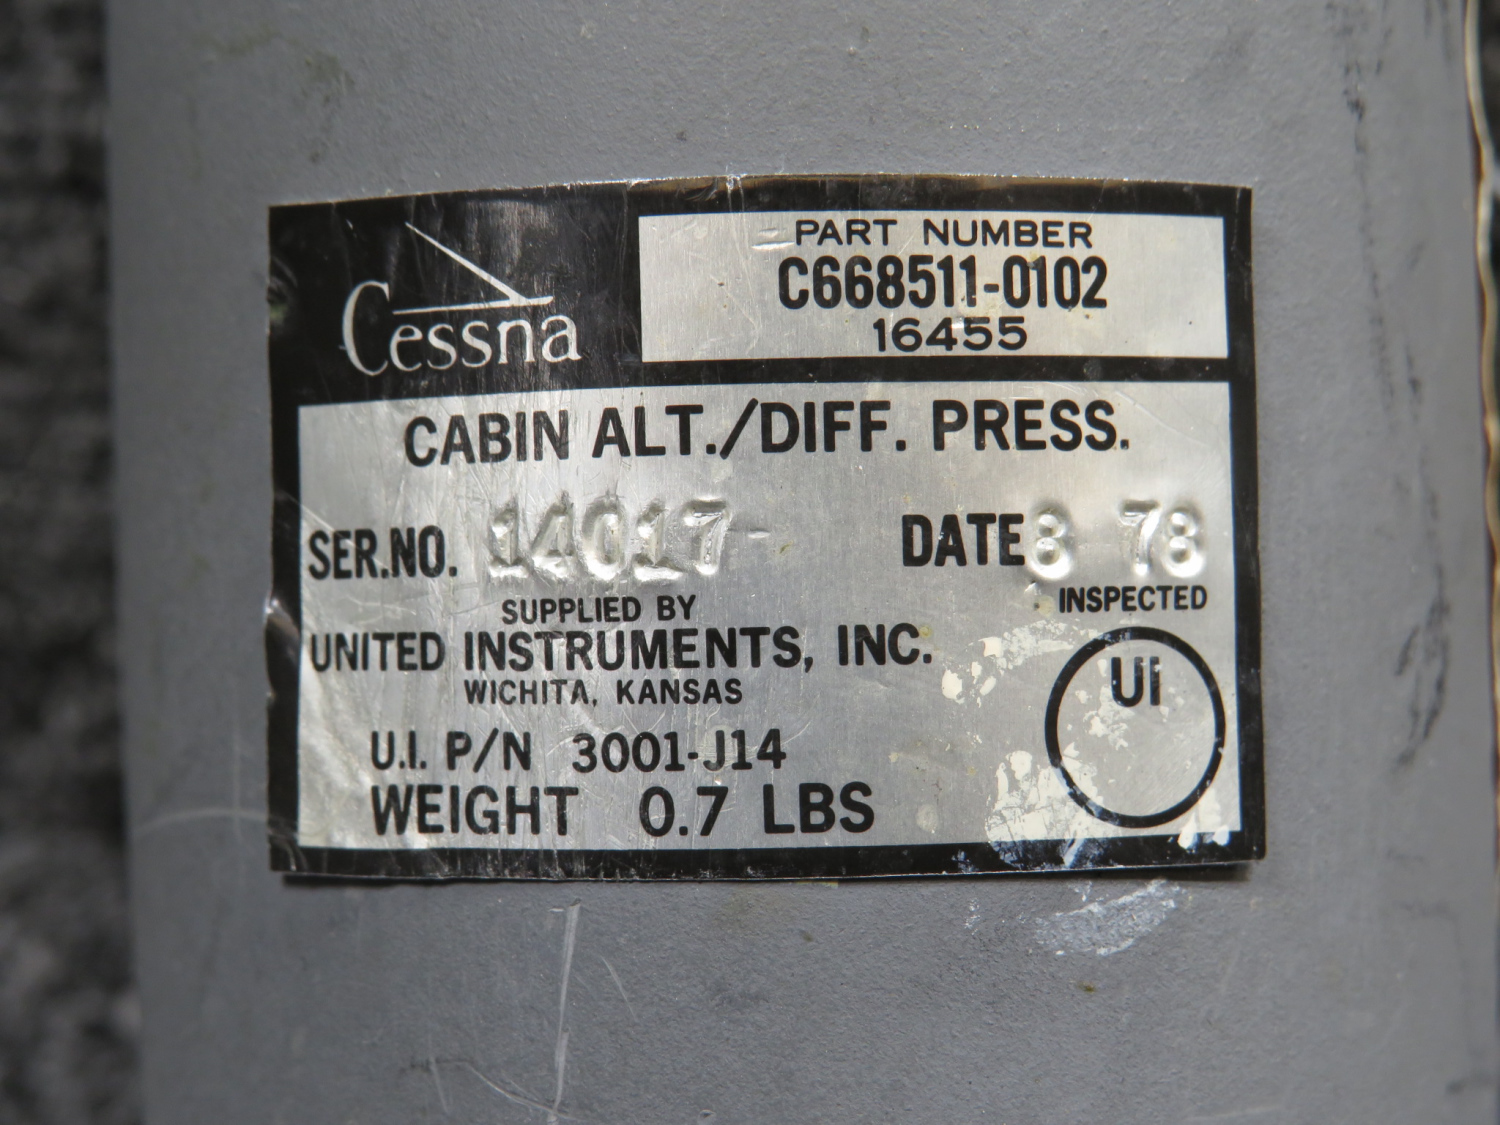 Cessna
PART NUMBER
C668511-0102
16455
CABIN ALT./DIFF. PRESS.
SER.NO. 14017 DATE 8 78
SUPPLIED BY
INSPECTED
UNITED INSTRUMENTS, INC.
WICHITA, KANSAS
UI
U.I. P/N 3001-J14
WEIGHT 0.7 LBS